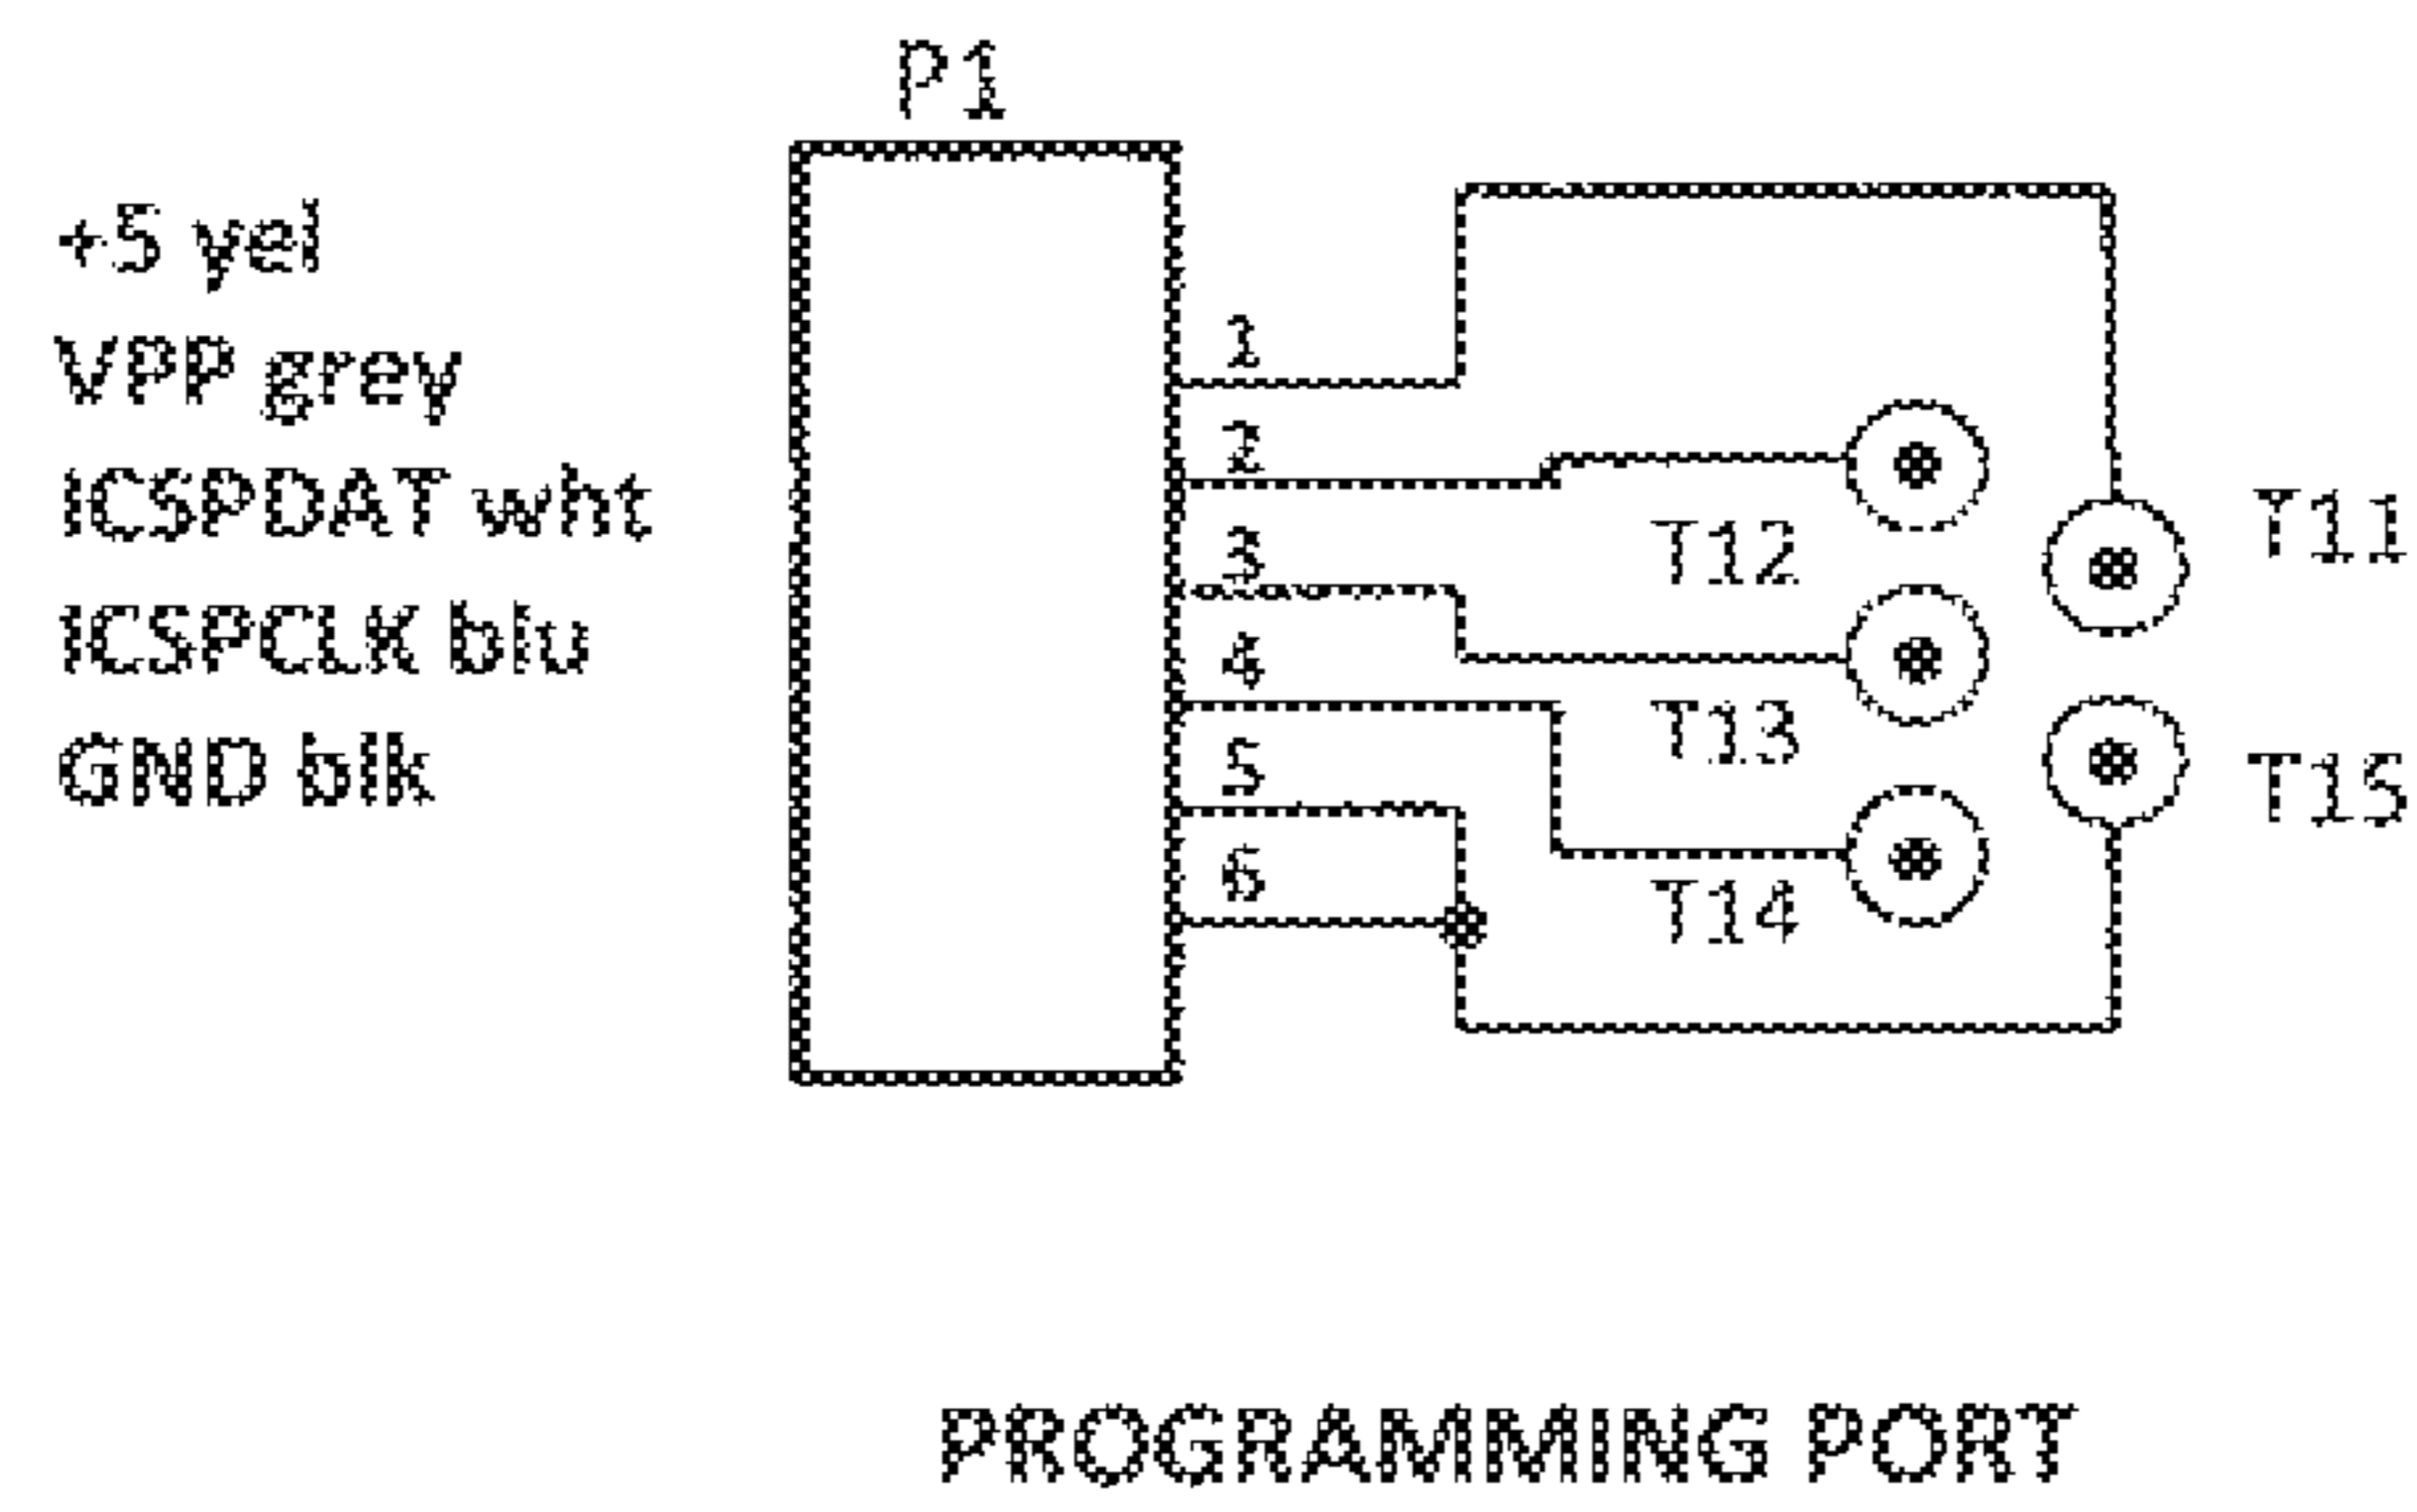 P1
+5 yel
VPP grey
ICSPDAT wht
ICSPCLK blu
GND blk
1
2
3
4
5
6
T12
T11
T13
T15
T14
PROGRAMMING PORT